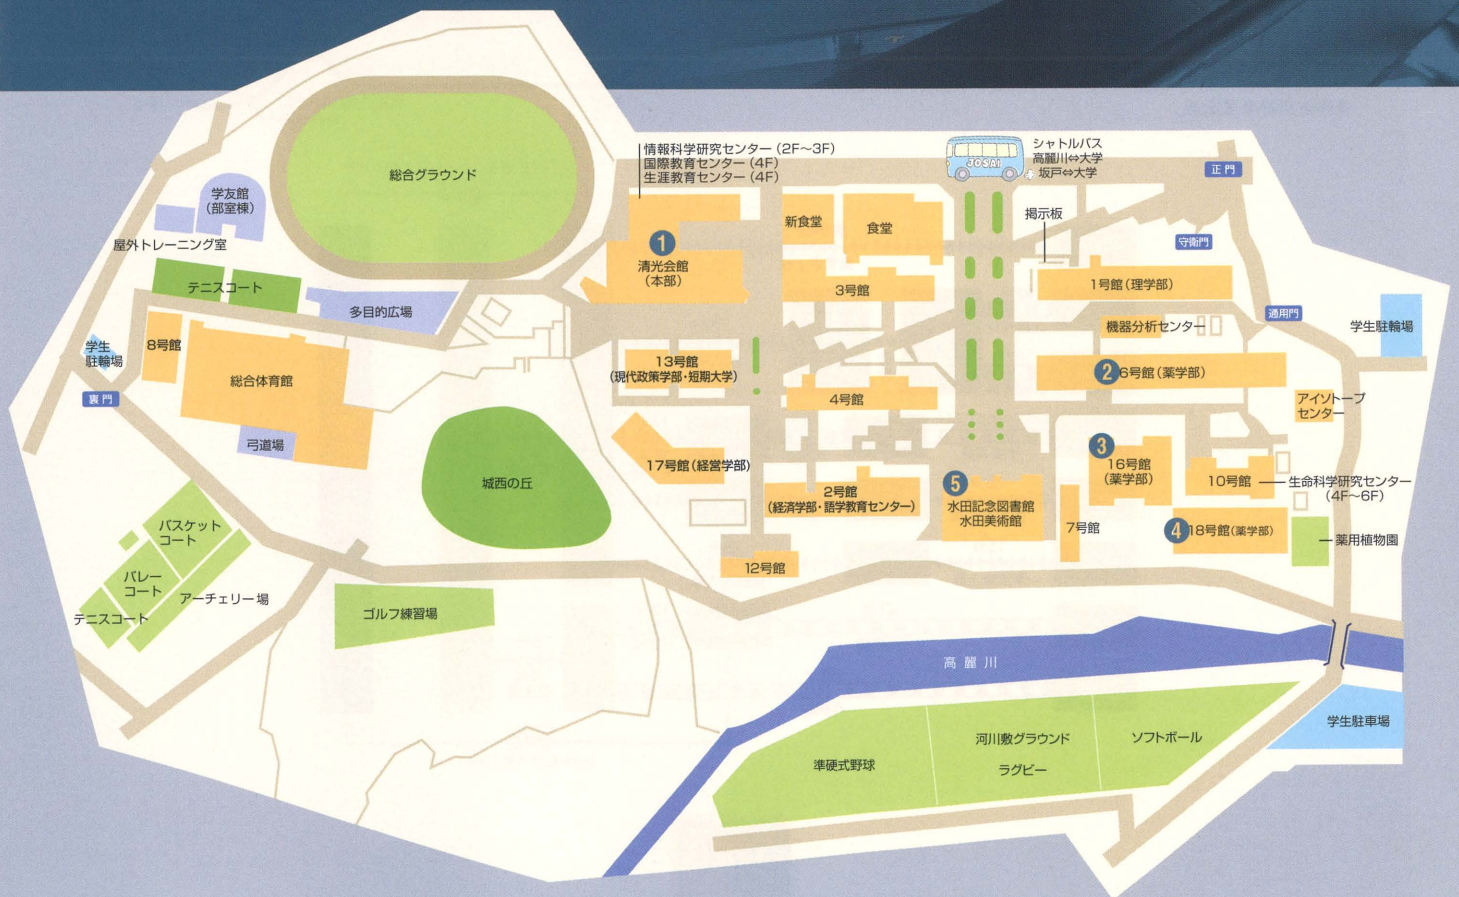 情報科学研究センター(2F〜3F)
国際教育センター(4F)
生涯教育センター(4F)
JOSAI
シャトルバス
高麗川⇔大学
坂戸⇔大学
正門
総合グラウンド
学友館
(部室棟)
屋外トレーニング室
テニスコート
多目的広場
1
清光会館
(本部)
新食堂
食堂
掲示板
守衛門
3号館
1号館(理学部)
通用門
機器分析センター
学生駐輪場
学生
駐輪場
8号館
総合体育館
裏門
弓道場
13号館
(現代政策学部・短期大学)
4号館
2
6号館(薬学部)
アイソトープ
センター
城西の丘
17号館(経営学部)
3
16号館
(薬学部)
10号館
生命科学研究センター
(4F〜6F)
2号館
(経済学部・語学教育センター)
5
水田記念図書館
水田美術館
7号館
4
18号館(薬学部)
薬用植物園
12号館
バスケット
コート
バレー
コート
アーチェリー場
テニスコート
ゴルフ練習場
高麗川
準硬式野球
河川敷グラウンド
ラグビー
ソフトボール
学生駐車場